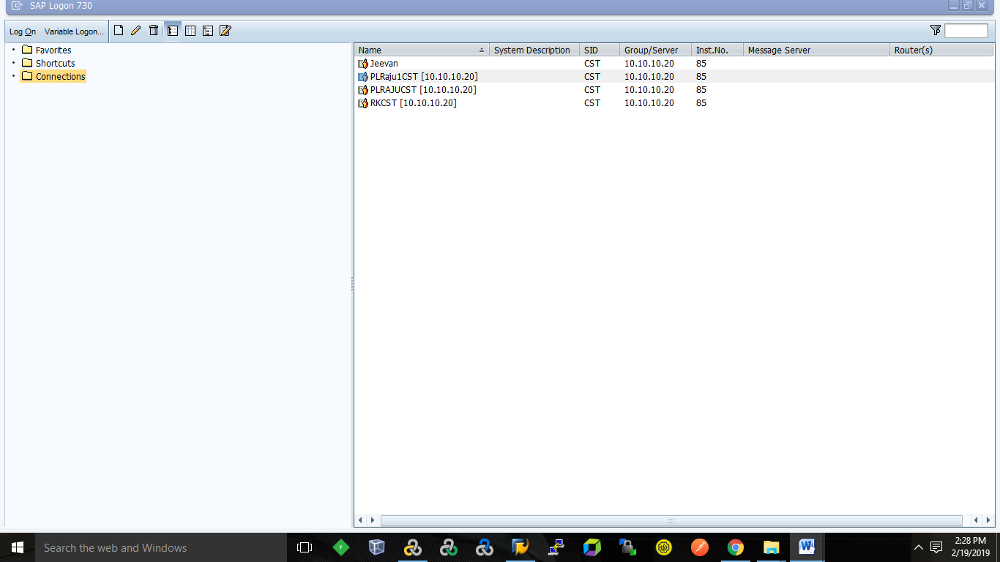 SAP Logon 730
Log On Variable Logon...
Favorites
Shortcuts
Connections
Name System Description SID Group/Server Inst.No. Message Server Router(s)
Jeevan CST 10.10.10.20 85
PLRaju1CST [10.10.10.20] CST 10.10.10.20 85
PLRAJUCST [10.10.10.20] CST 10.10.10.20 85
RKCST [10.10.10.20] CST 10.10.10.20 85
Search the web and Windows
2:28 PM
2/19/2019